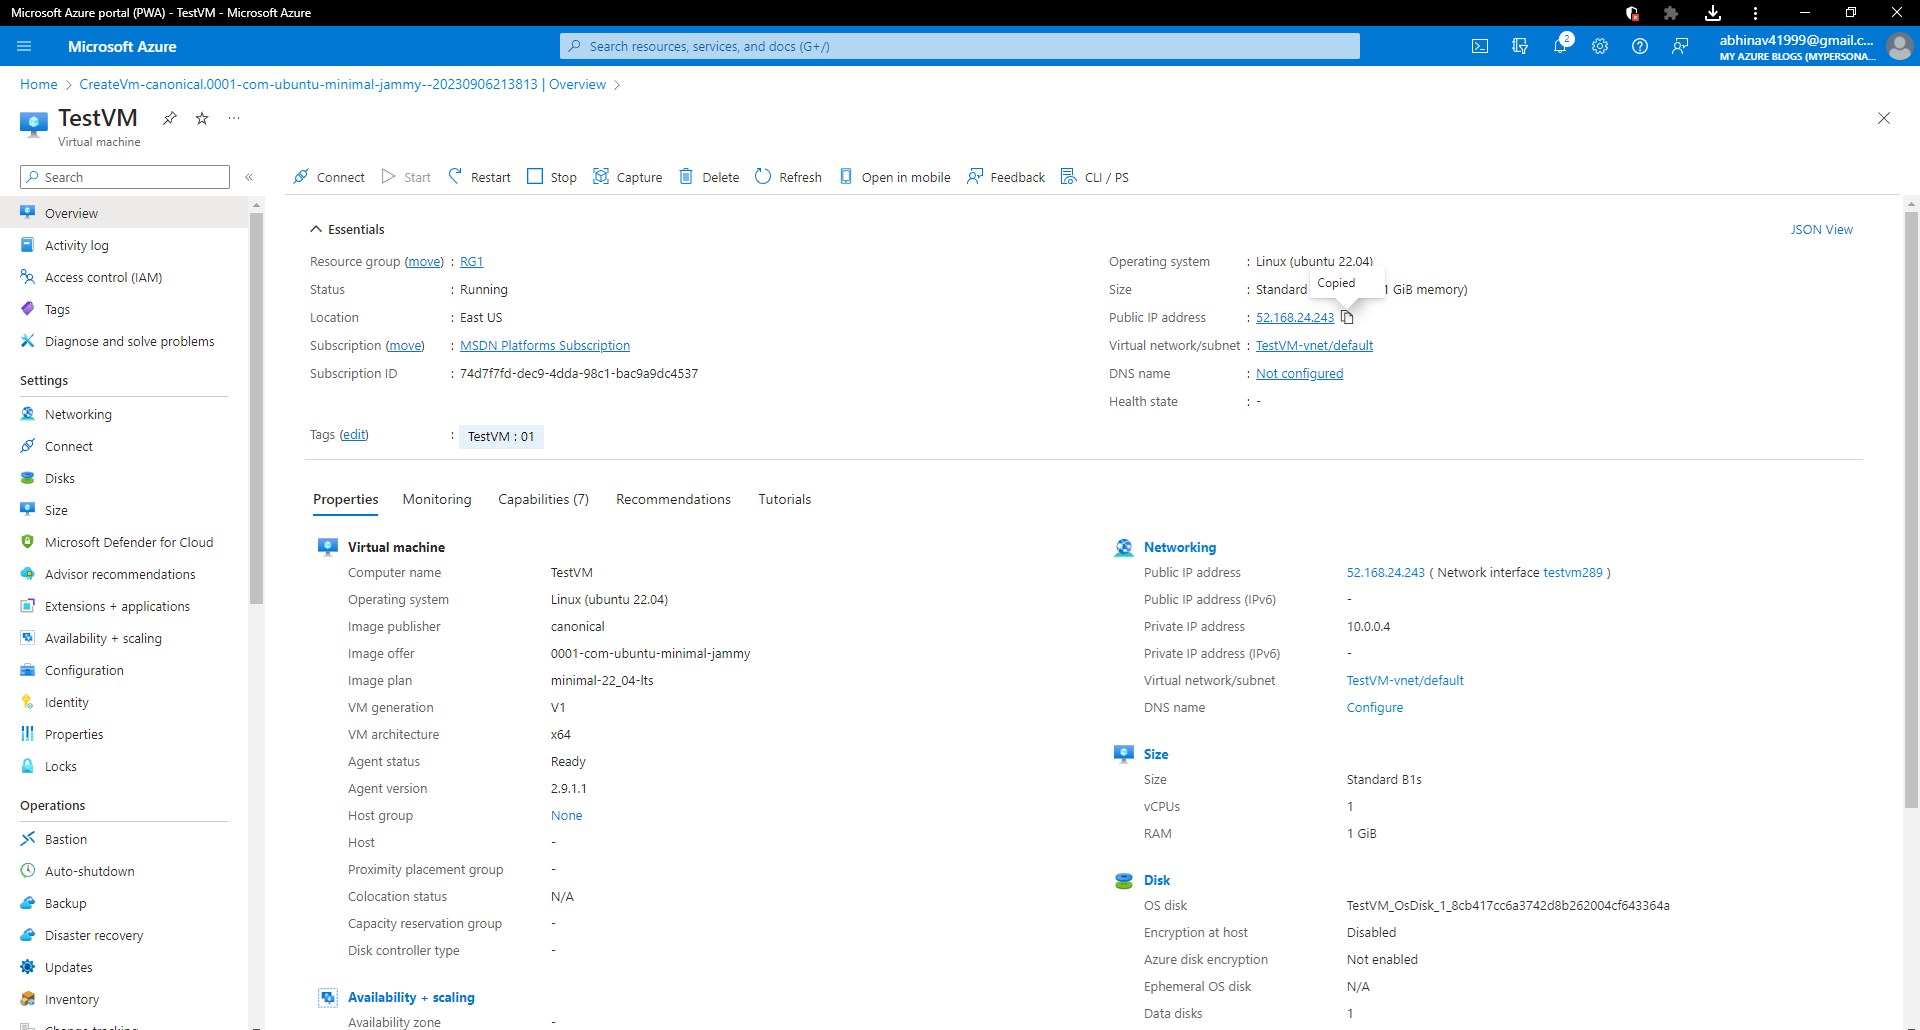 Microsoft Azure portal (PWA) - TestVM - Microsoft Azure
Microsoft Azure
Search resources, services, and docs (G+/)
2
abhinav41999@gmail.c...
MY AZURE BLOGS (MYPERSONA...
Home > CreateVm-canonical.0001-com-ubuntu-minimal-jammy--20230906213813 | Overview >
TestVM
Virtual machine
Search
Connect Start Restart Stop Capture Delete Refresh Open in mobile Feedback CLI / PS
Overview
Activity log
Access control (IAM)
Tags
Diagnose and solve problems
Settings
Networking
Connect
Disks
Size
Microsoft Defender for Cloud
Advisor recommendations
Extensions + applications
Availability + scaling
Configuration
Identity
Properties
Locks
Operations
Bastion
Auto-shutdown
Backup
Disaster recovery
Updates
Inventory
Essentials
JSON View
Resource group (move) : RG1
Status : Running
Location : East US
Subscription (move) : MSDN Platforms Subscription
Subscription ID : 74d7f7fd-dec9-4dda-98c1-bac9a9dc4537
Operating system : Linux (ubuntu 22.04)
Copied
Size : Standard 1 GiB memory)
Public IP address : 52.168.24.243
Virtual network/subnet : TestVM-vnet/default
DNS name : Not configured
Health state : -
Tags (edit) : TestVM : 01
Properties Monitoring Capabilities (7) Recommendations Tutorials
Virtual machine
Computer name TestVM
Operating system Linux (ubuntu 22.04)
Image publisher canonical
Image offer 0001-com-ubuntu-minimal-jammy
Image plan minimal-22_04-lts
VM generation V1
VM architecture x64
Agent status Ready
Agent version 2.9.1.1
Host group None
Host -
Proximity placement group -
Colocation status N/A
Capacity reservation group -
Disk controller type -
Availability + scaling
Availability zone -
Networking
Public IP address 52.168.24.243 ( Network interface testvm289 )
Public IP address (IPv6) -
Private IP address 10.0.0.4
Private IP address (IPv6) -
Virtual network/subnet TestVM-vnet/default
DNS name Configure
Size
Size Standard B1s
vCPUs 1
RAM 1 GiB
Disk
OS disk TestVM_OsDisk_1_8cb417cc6a3742d8b262004cf643364a
Encryption at host Disabled
Azure disk encryption Not enabled
Ephemeral OS disk N/A
Data disks 1